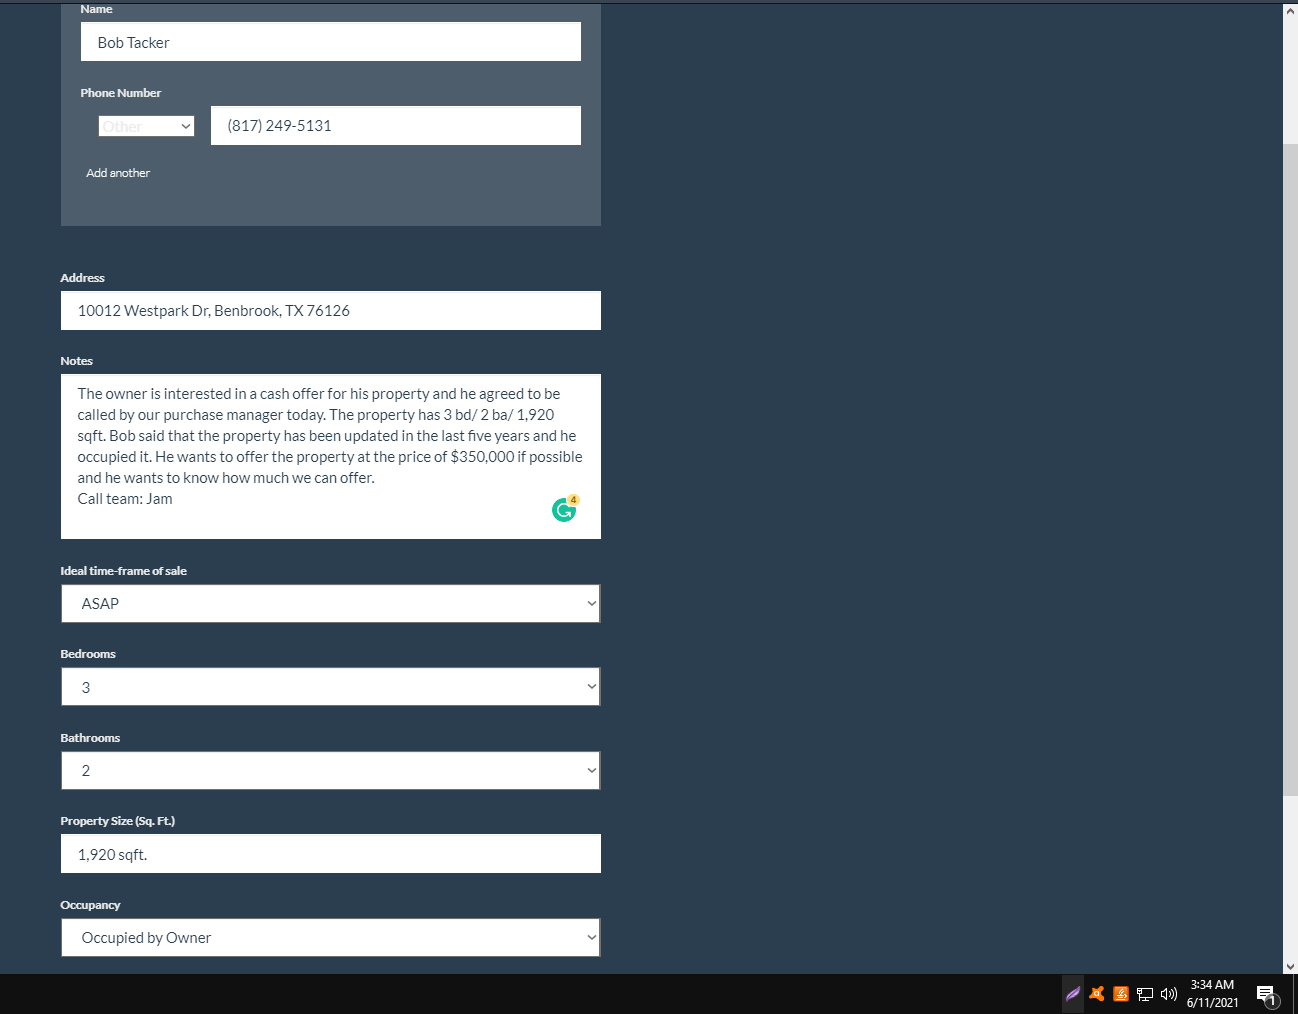 Name
Bob Tacker
Phone Number
Other
(817) 249-5131
Add another
Address
10012 Westpark Dr, Benbrook, TX 76126
Notes
The owner is interested in a cash offer for his property and he agreed to be
called by our purchase manager today. The property has 3 bd/ 2 ba/ 1,920
sqft. Bob said that the property has been updated in the last five years and he
occupied it. He wants to offer the property at the price of $350,000 if possible
and he wants to know how much we can offer.
Call team: Jam
4
Ideal time-frame of sale
ASAP
Bedrooms
3
Bathrooms
2
Property Size (Sq. Ft.)
1,920 sqft.
Occupancy
Occupied by Owner
3:34 AM
6/11/2021
1